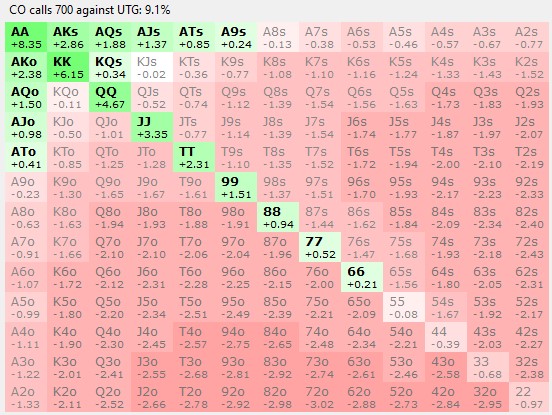 CO calls 700 against UTG: 9.1%
AA AKs AQs AJs ATs A9s A8s A7s A6s A5s A4s A3s A2s
+8.35 +2.86 +1.88 +1.37 +0.85 +0.24 -0.13 -0.38 -0.53 -0.46 -0.57 -0.67 -0.77
AKo KK KQs KJs KTs K9s K8s K7s K6s K5s K4s K3s K2s
+2.38 +6.15 +0.34 -0.02 -0.36 -0.77 -1.08 -1.10 -1.16 -1.24 -1.33 -1.43 -1.52
AQo KQo QQ QJs QTs Q9s Q8s Q7s Q6s Q5s Q4s Q3s Q2s
+1.50 -0.11 +4.67 -0.52 -0.74 -1.12 -1.39 -1.54 -1.56 -1.63 -1.73 -1.83 -1.93
AJo KJo QJo JJ JTs J9s J8s J7s J6s J5s J4s J3s J2s
+0.98 -0.50 -1.01 +3.35 -0.77 -1.14 -1.39 -1.54 -1.74 -1.77 -1.87 -1.97 -2.07
ATo KTo QTo JTo TT T9s T8s T7s T6s T5s T4s T3s T2s
+0.41 -0.85 -1.25 -1.28 +2.31 -1.10 -1.35 -1.52 -1.72 -1.94 -2.00 -2.10 -2.19
A9o K9o Q9o J9o T9o 99 98s 97s 96s 95s 94s 93s 92s
-0.23 -1.30 -1.65 -1.67 -1.61 +1.51 -1.37 -1.51 -1.70 -1.93 -2.17 -2.23 -2.33
A8o K8o Q8o J8o T8o 98o 88 87s 86s 85s 84s 83s 82s
-0.63 -1.63 -1.94 -1.93 -1.88 -1.91 +0.94 -1.44 -1.62 -1.84 -2.09 -2.34 -2.40
A7o K7o Q7o J7o T7o 97o 87o 77 76s 75s 74s 73s 72s
-0.91 -1.66 -2.10 -2.10 -2.06 -2.04 -1.96 +0.52 -1.47 -1.68 -1.93 -2.18 -2.43
A6o K6o Q6o J6o T6o 96o 86o 76o 66 65s 64s 63s 62s
-1.07 -1.72 -2.12 -2.31 -2.28 -2.25 -2.15 -2.00 +0.21 -1.56 -1.80 -2.05 -2.31
A5o K5o Q5o J5o T5o 95o 85o 75o 65o 55 54s 53s 52s
-0.99 -1.80 -2.20 -2.34 -2.51 -2.49 -2.39 -2.21 -2.09 -0.08 -1.67 -1.92 -2.17
A4o K4o Q4o J4o T4o 94o 84o 74o 64o 54o 44 43s 42s
-1.11 -1.90 -2.30 -2.45 -2.57 -2.75 -2.65 -2.48 -2.34 -2.21 -0.39 -2.03 -2.27
A3o K3o Q3o J3o T3o 93o 83o 73o 63o 53o 43o 33 32s
-1.22 -2.01 -2.41 -2.55 -2.68 -2.81 -2.92 -2.74 -2.61 -2.46 -2.58 -0.68 -2.38
A2o K2o Q2o J2o T2o 92o 82o 72o 62o 52o 42o 32o 22
-1.33 -2.11 -2.52 -2.66 -2.78 -2.92 -2.98 -3.02 -2.88 -2.73 -2.84 -2.95 -0.97